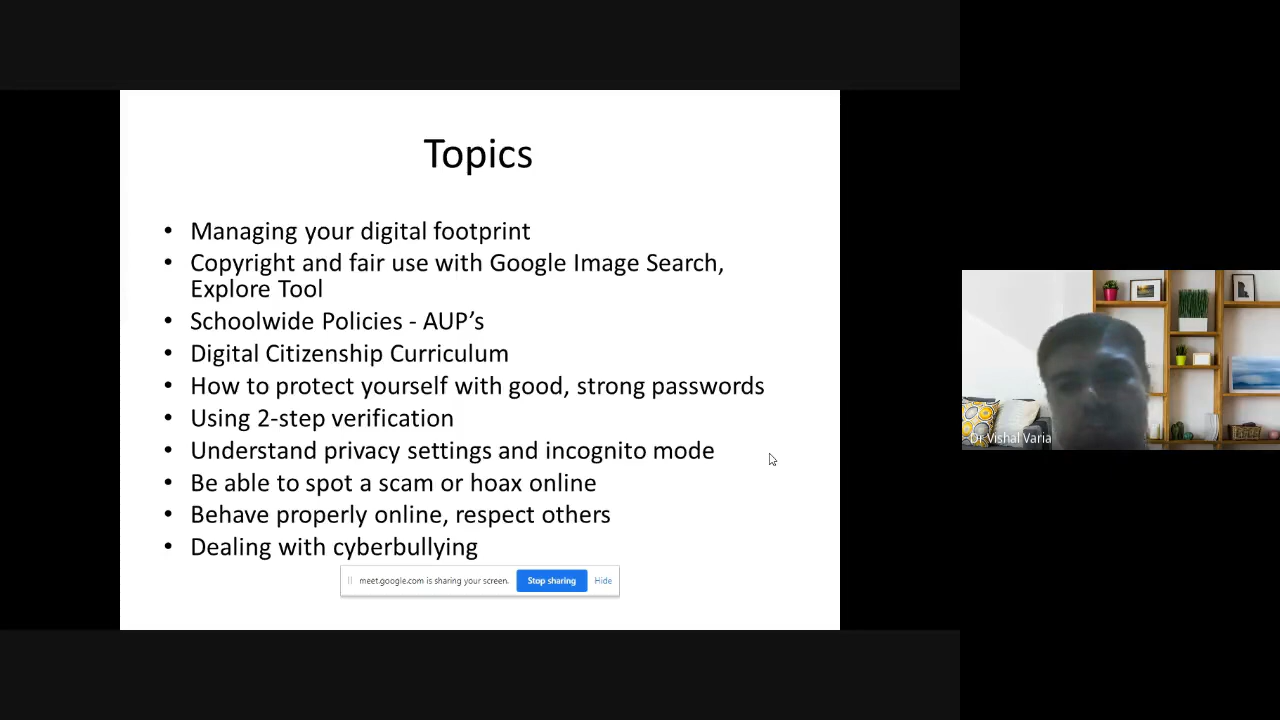 Topics
• Managing your digital footprint
• Copyright and fair use with Google Image Search,
Explore Tool
• Schoolwide Policies - AUP’s
• Digital Citizenship Curriculum
• How to protect yourself with good, strong passwords
• Using 2-step verification
• Understand privacy settings and incognito mode
• Be able to spot a scam or hoax online
• Behave properly online, respect others
• Dealing with cyberbullying
meet.google.com is sharing your screen. Stop sharing Hide
Dr Vishal Varia